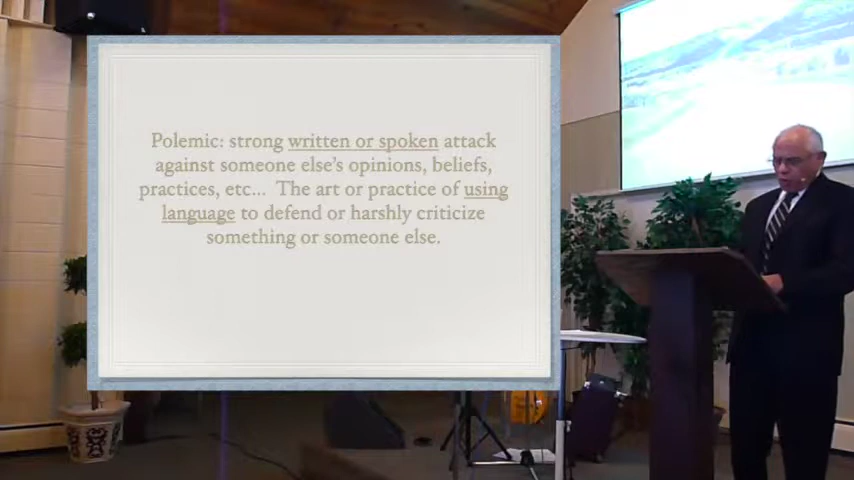 Polemic: strong written or spoken attack
against someone else's opinions, beliefs,
practices, etc... The art or practice of using
language to defend or harshly criticize
something or someone else.